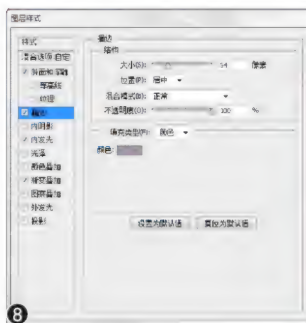 图层样式
样式
混合选项:自定
斜面和浮雕
等高线
纹理
描边
内阴影
内发光
光泽
颜色叠加
渐变叠加
图案叠加
外发光
投影
描边
结构
大小(S): 54 像素
位置(P): 居中
混合模式(B): 正常
不透明度(O): 100 %
填充类型(F): 颜色
颜色:
设置为默认值 复位为默认值
8